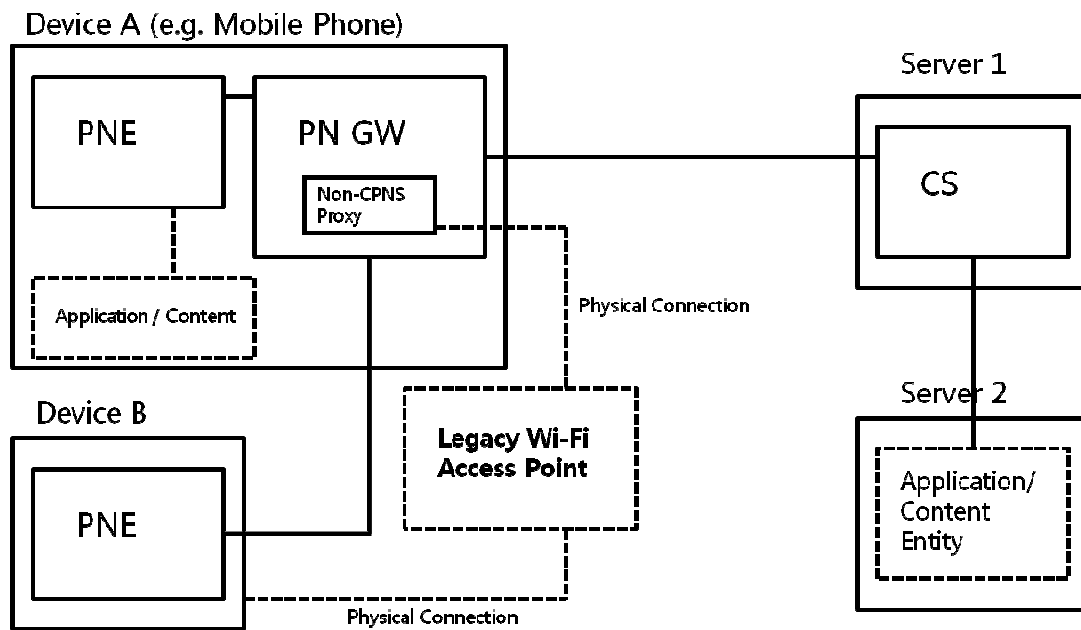 Device A (e.g. Mobile Phone)
PNE
PN GW
Non-CPNS
Proxy
Application / Content
Server 1
CS
Physical Connection
Device B
PNE
Legacy Wi-Fi
Access Point
Physical Connection
Server 2
Application/
Content
Entity